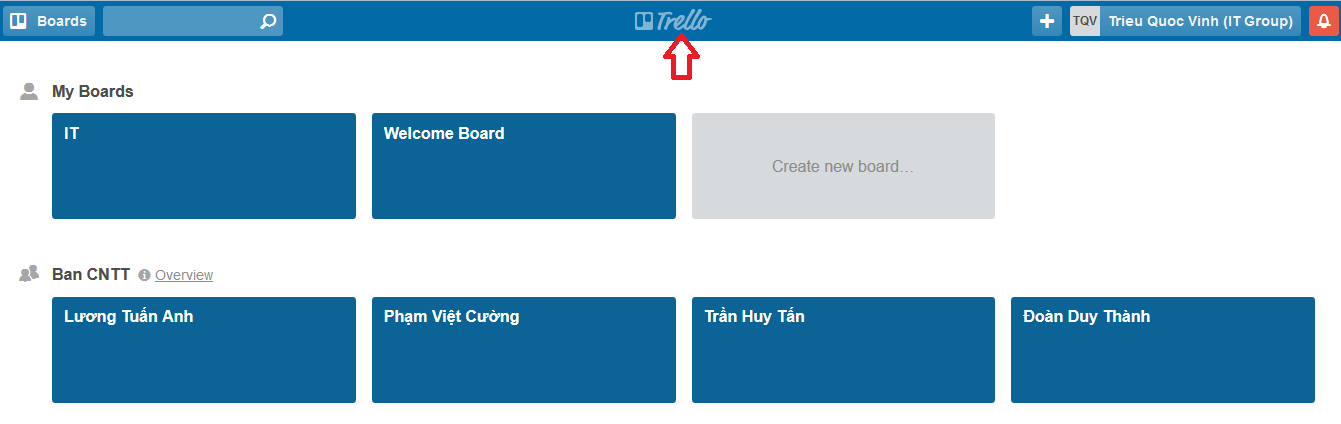 Boards
Trello
TQV Trieu Quoc Vinh (IT Group)
My Boards
IT
Welcome Board
Create new board…
Ban CNTT Overview
Lương Tuấn Anh
Phạm Việt Cường
Trần Huy Tấn
Đoàn Duy Thành